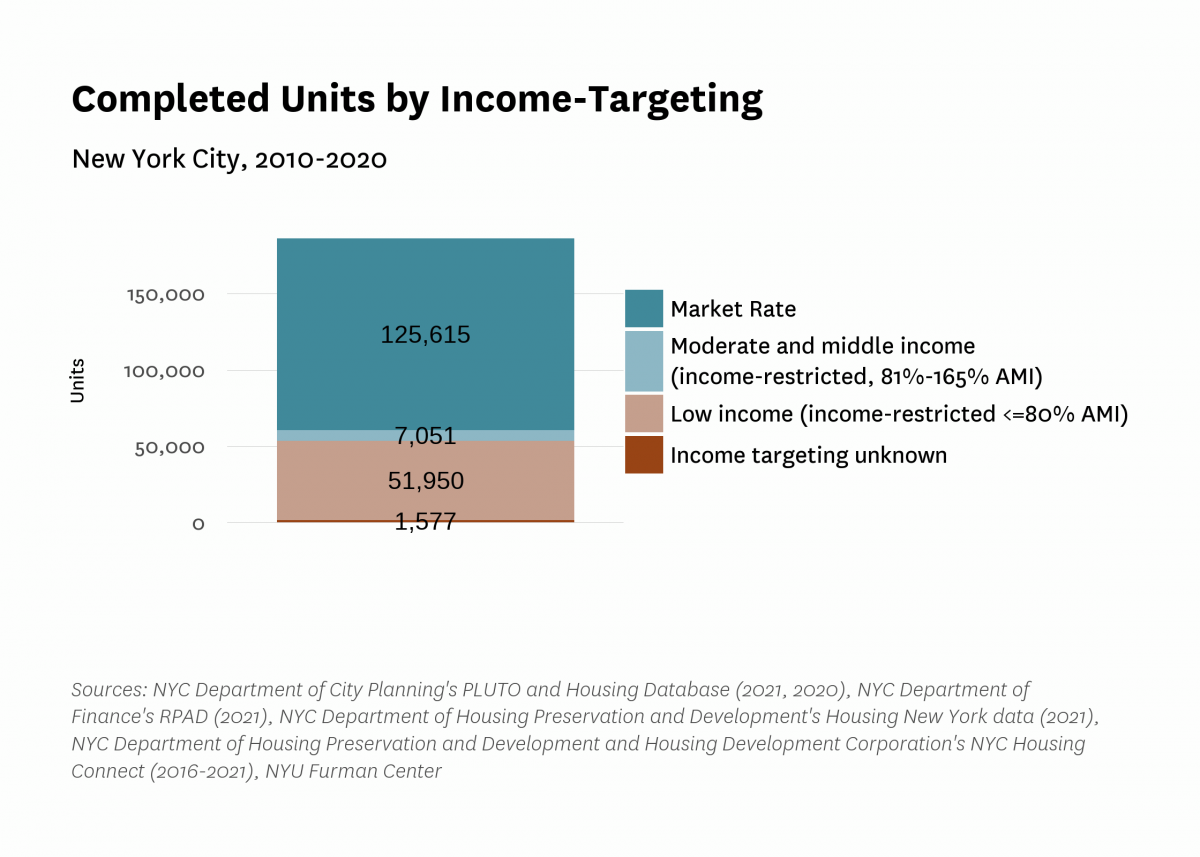 Completed Units by Income-Targeting
New York City, 2010-2020
Units
150,000
100,000
50,000
0
125,615
7,051
51,950
1,577
Market Rate
Moderate and middle income
(income-restricted, 81%-165% AMI)
Low income (income-restricted <=80% AMI)
Income targeting unknown
Sources: NYC Department of City Planning's PLUTO and Housing Database (2021, 2020), NYC Department of
Finance's RPAD (2021), NYC Department of Housing Preservation and Development's Housing New York data (2021),
NYC Department of Housing Preservation and Development and Housing Development Corporation's NYC Housing
Connect (2016-2021), NYU Furman Center